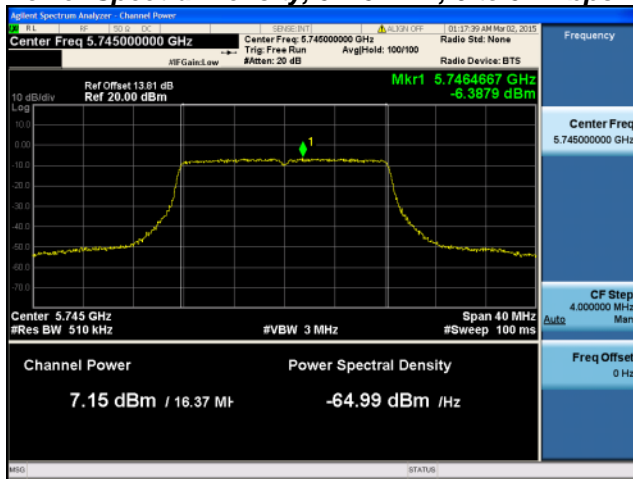 Agilent Spectrum Analyzer - Channel Power
RL RF 50 Ω DC SENSE:INT ALIGN OFF 01:17:39 AM Mar 02, 2015
Center Freq 5.745000000 GHz
Center Freq: 5.745000000 GHz
Radio Std: None
Trig: Free Run Avg|Hold: 100/100
#IFGain:Low
#Atten: 20 dB
Radio Device: BTS
Mkr1 5.7464667 GHz
-6.3879 dBm
Ref Offset 13.81 dB
10 dB/div Ref 20.00 dBm
Log
10.0
0.00
-10.0
-20.0
-30.0
-40.0
-50.0
-60.0
-70.0
1
Center 5.745 GHz
Span 40 MHz
#Res BW 510 kHz
#VBW 3 MHz
#Sweep 100 ms
Channel Power
Power Spectral Density
7.15 dBm / 16.37 MH
-64.99 dBm /Hz
MSG
STATUS
Frequency
Center Freq
5.745000000 GHz
CF Step
4.000000 MHz
Auto Man
Freq Offset
0 Hz